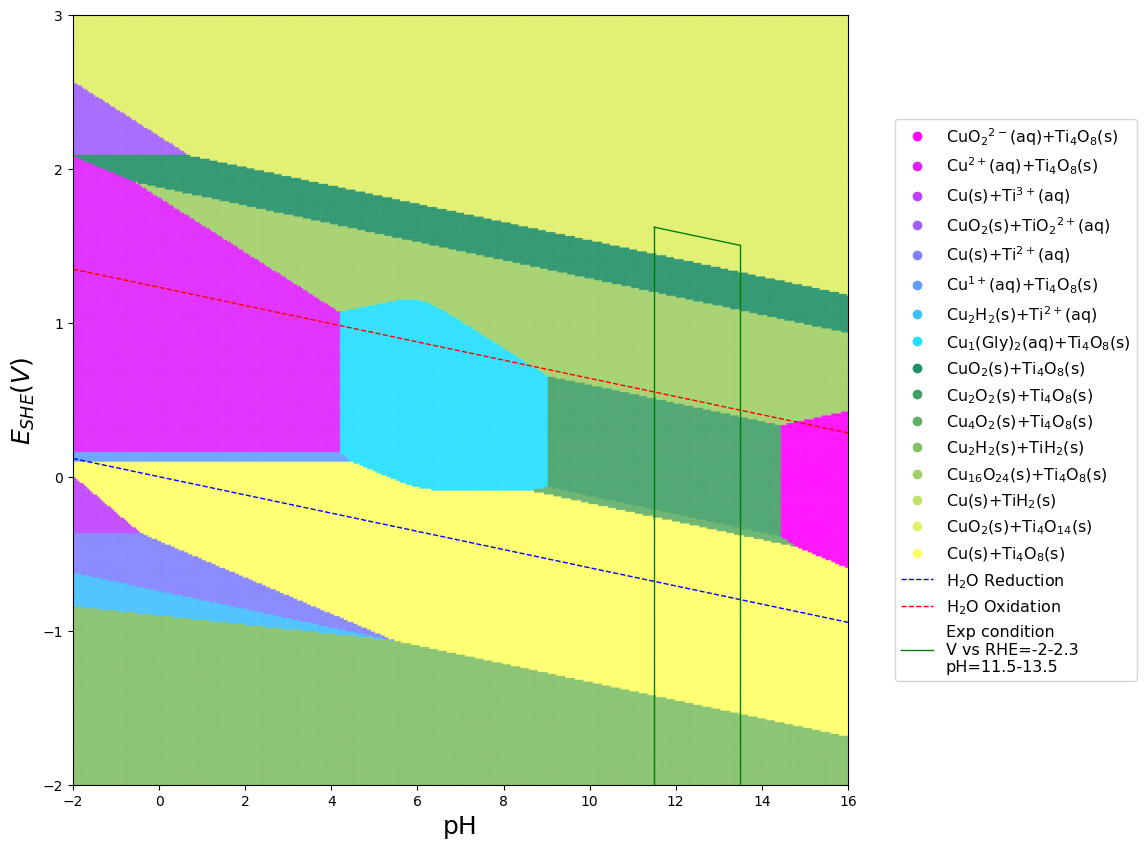 3
2
1
0
−1
−2
E_SHE(V)
−2 0 2 4 6 8 10 12 14 16
pH
CuO₂²⁻(aq)+Ti₄O₈(s)
Cu²⁺(aq)+Ti₄O₈(s)
Cu(s)+Ti³⁺(aq)
CuO₂(s)+TiO₂²⁺(aq)
Cu(s)+Ti²⁺(aq)
Cu¹⁺(aq)+Ti₄O₈(s)
Cu₂H₂(s)+Ti²⁺(aq)
Cu₁(Gly)₂(aq)+Ti₄O₈(s)
CuO₂(s)+Ti₄O₈(s)
Cu₂O₂(s)+Ti₄O₈(s)
Cu₄O₂(s)+Ti₄O₈(s)
Cu₂H₂(s)+TiH₂(s)
Cu₁₆O₂₄(s)+Ti₄O₈(s)
Cu(s)+TiH₂(s)
CuO₂(s)+Ti₄O₁₄(s)
Cu(s)+Ti₄O₈(s)
H₂O Reduction
H₂O Oxidation
Exp condition
V vs RHE=-2-2.3
pH=11.5-13.5